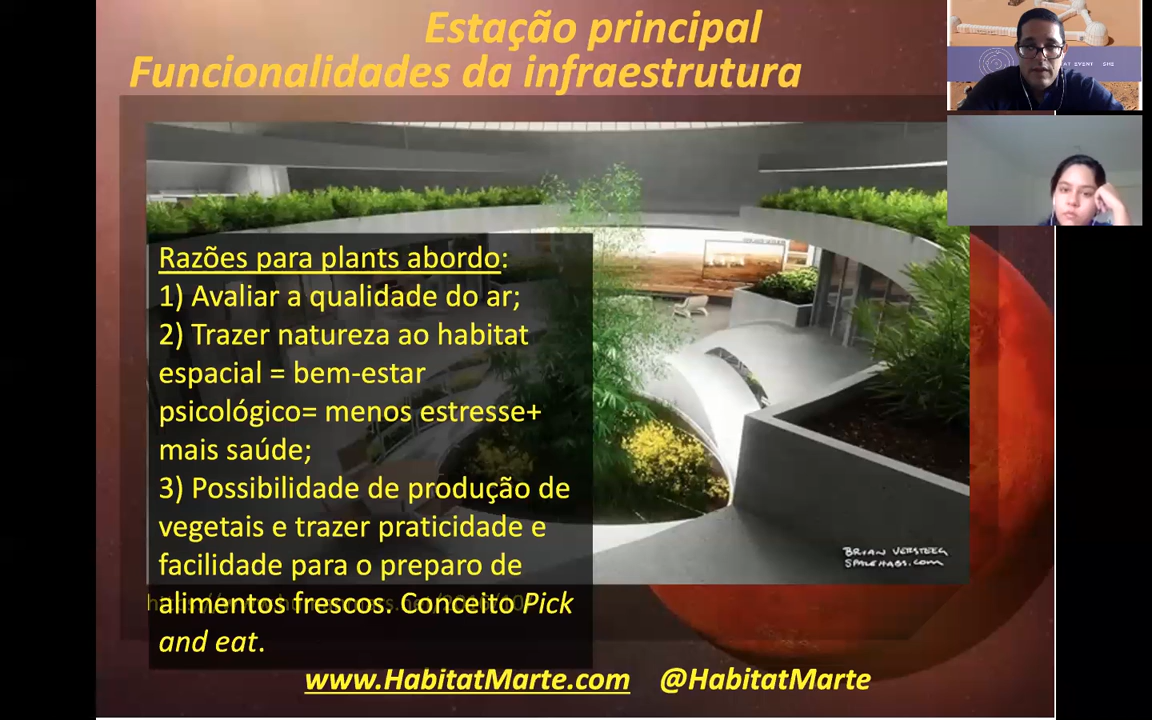 Estação principal
Funcionalidades da infraestrutura
Razões para plants abordo:
1) Avaliar a qualidade do ar;
2) Trazer natureza ao habitat
espacial = bem-estar
psicológico= menos estresse+
mais saúde;
3) Possibilidade de produção de
vegetais e trazer praticidade e
facilidade para o preparo de
alimentos frescos. Conceito Pick
and eat.
BRYAN VERSTEEG
SPACEHABS.COM
www.HabitatMarte.com @HabitatMarte